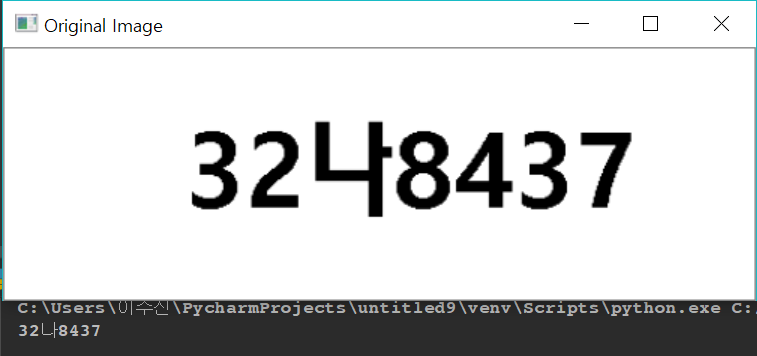 Original Image
32나8437
C:\Users\이수진\PycharmProjects\untitled9\venv\Scripts\python.exe C:/
32나8437